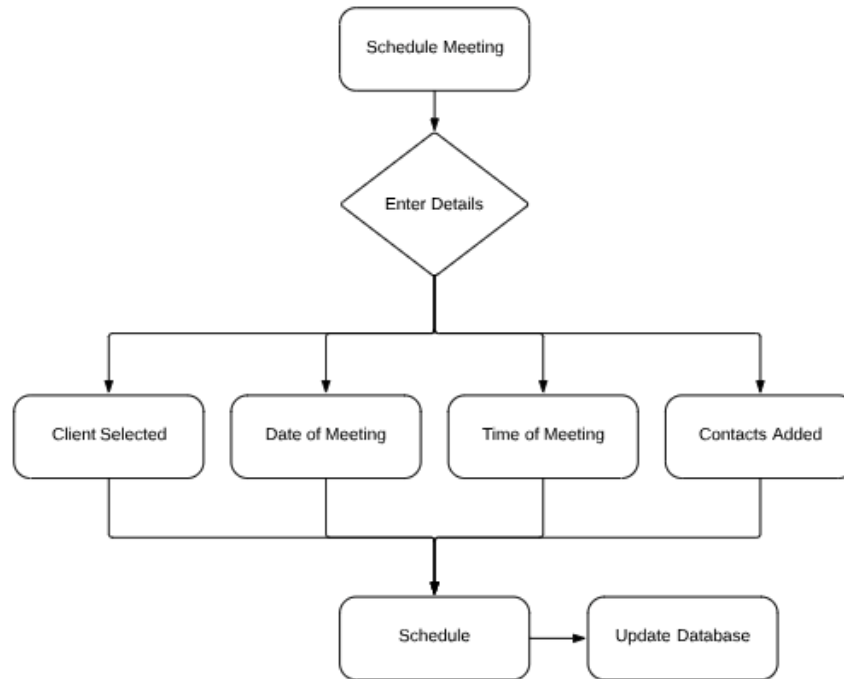 Schedule Meeting
Enter Details
Client Selected
Date of Meeting
Time of Meeting
Contacts Added
Schedule
Update Database